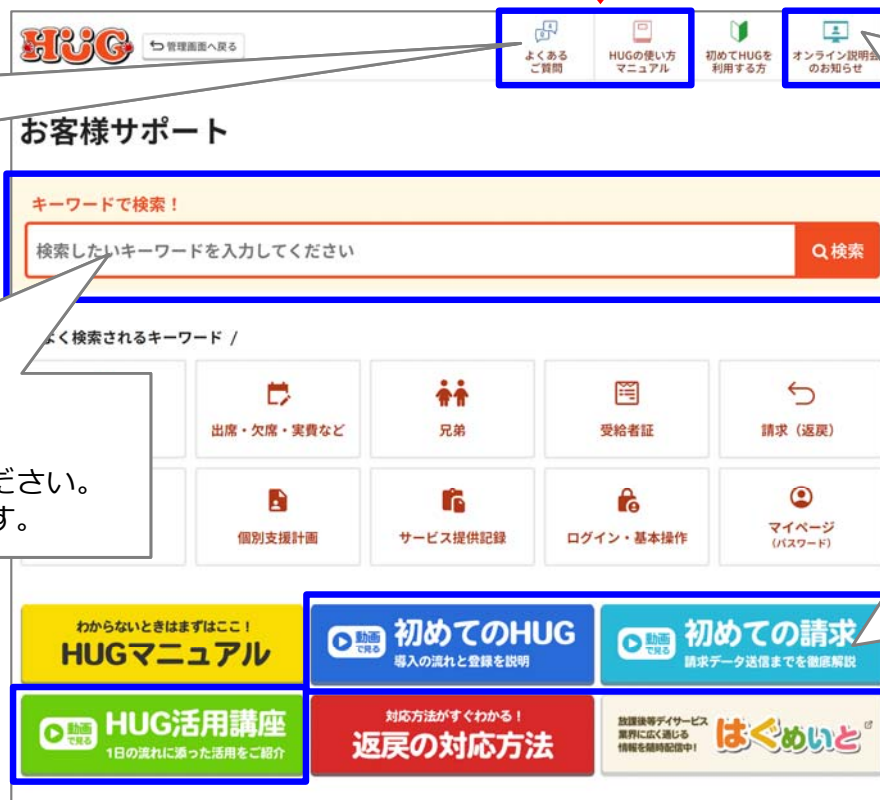 HUG
管理画面へ戻る
よくある
ご質問
HUGの使い方
マニュアル
初めてHUGを
利用する方
オンライン説明会
のお知らせ
お客様サポート
キーワードで検索！
検索したいキーワードを入力してください
検索
よく検索されるキーワード /
出席・欠席・実費など
兄弟
受給者証
請求（返戻）
ださい。
す。
個別支援計画
サービス提供記録
ログイン・基本操作
マイページ
（パスワード）
わからないときはまずはここ！
HUGマニュアル
動画
で見る
初めてのHUG
導入の流れと登録を説明
動画
で見る
初めての請求
請求データ送信までを徹底解説
動画
で見る
HUG活用講座
1日の流れに添った活用をご紹介
対応方法がすぐわかる！
返戻の対応方法
放課後等デイサービス
業界に広く通じる
情報を随時配信中！
はぐめいと